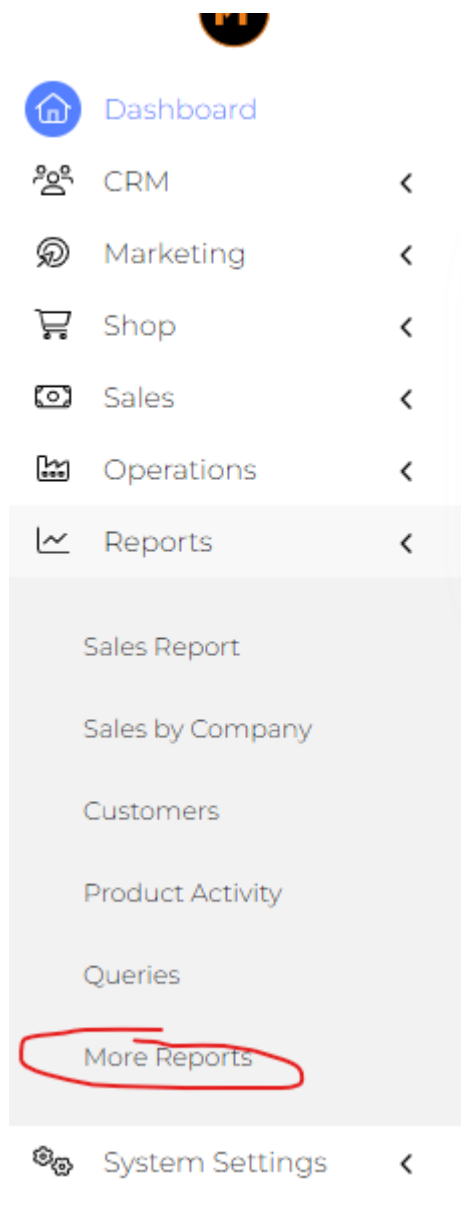 Dashboard
CRM
Marketing
Shop
Sales
Operations
Reports
Sales Report
Sales by Company
Customers
Product Activity
Queries
More Reports
System Settings